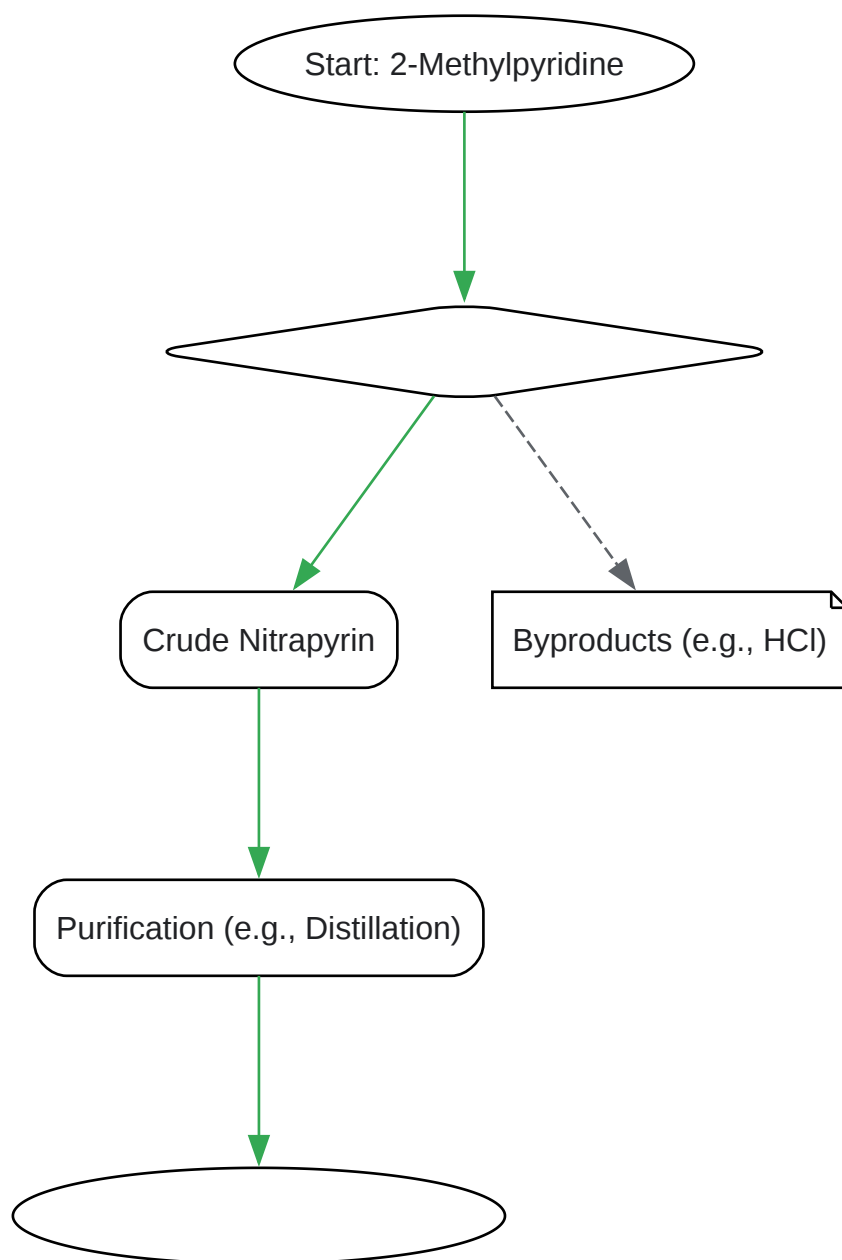 Start: 2-Methylpyridine
Crude Nitrapyrin
Byproducts (e.g., HCl)
Purification (e.g., Distillation)